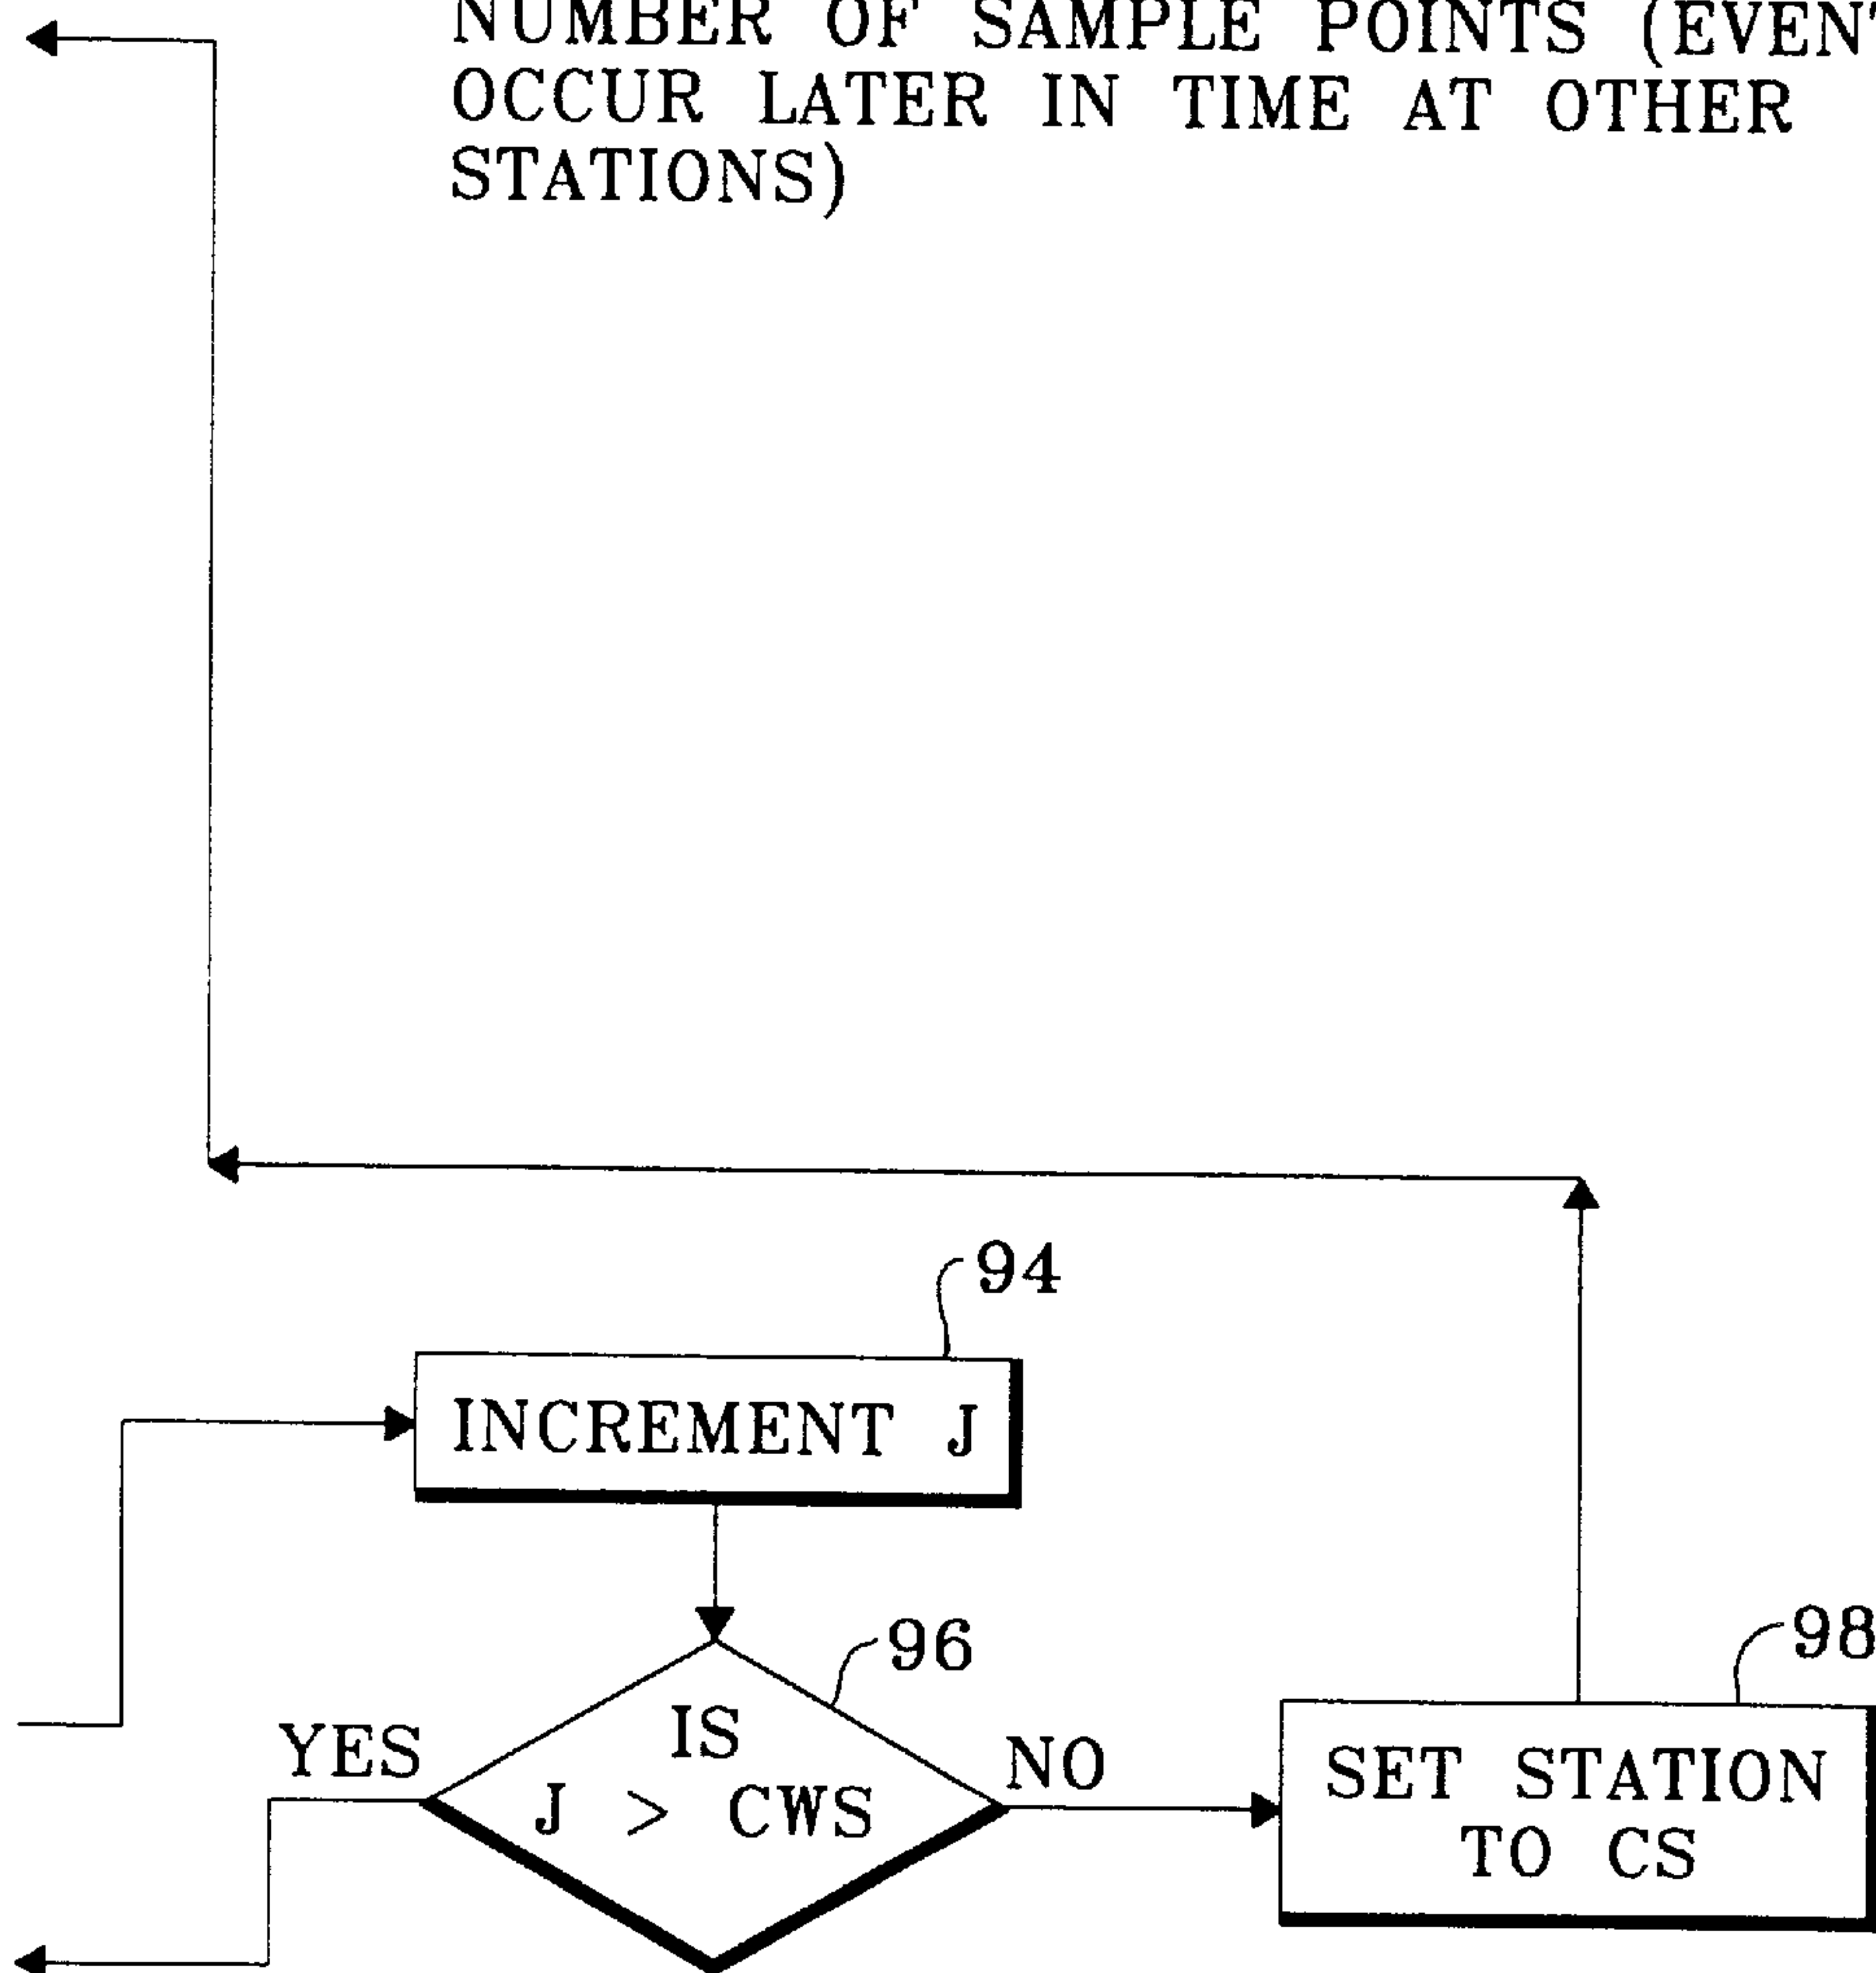 NUMBER OF SAMPLE POINTS (EVENT
OCCUR LATER IN TIME AT OTHER
STATIONS)
94
INCREMENT J
96
98
YES
IS
J > CWS
NO
SET STATION
TO CS